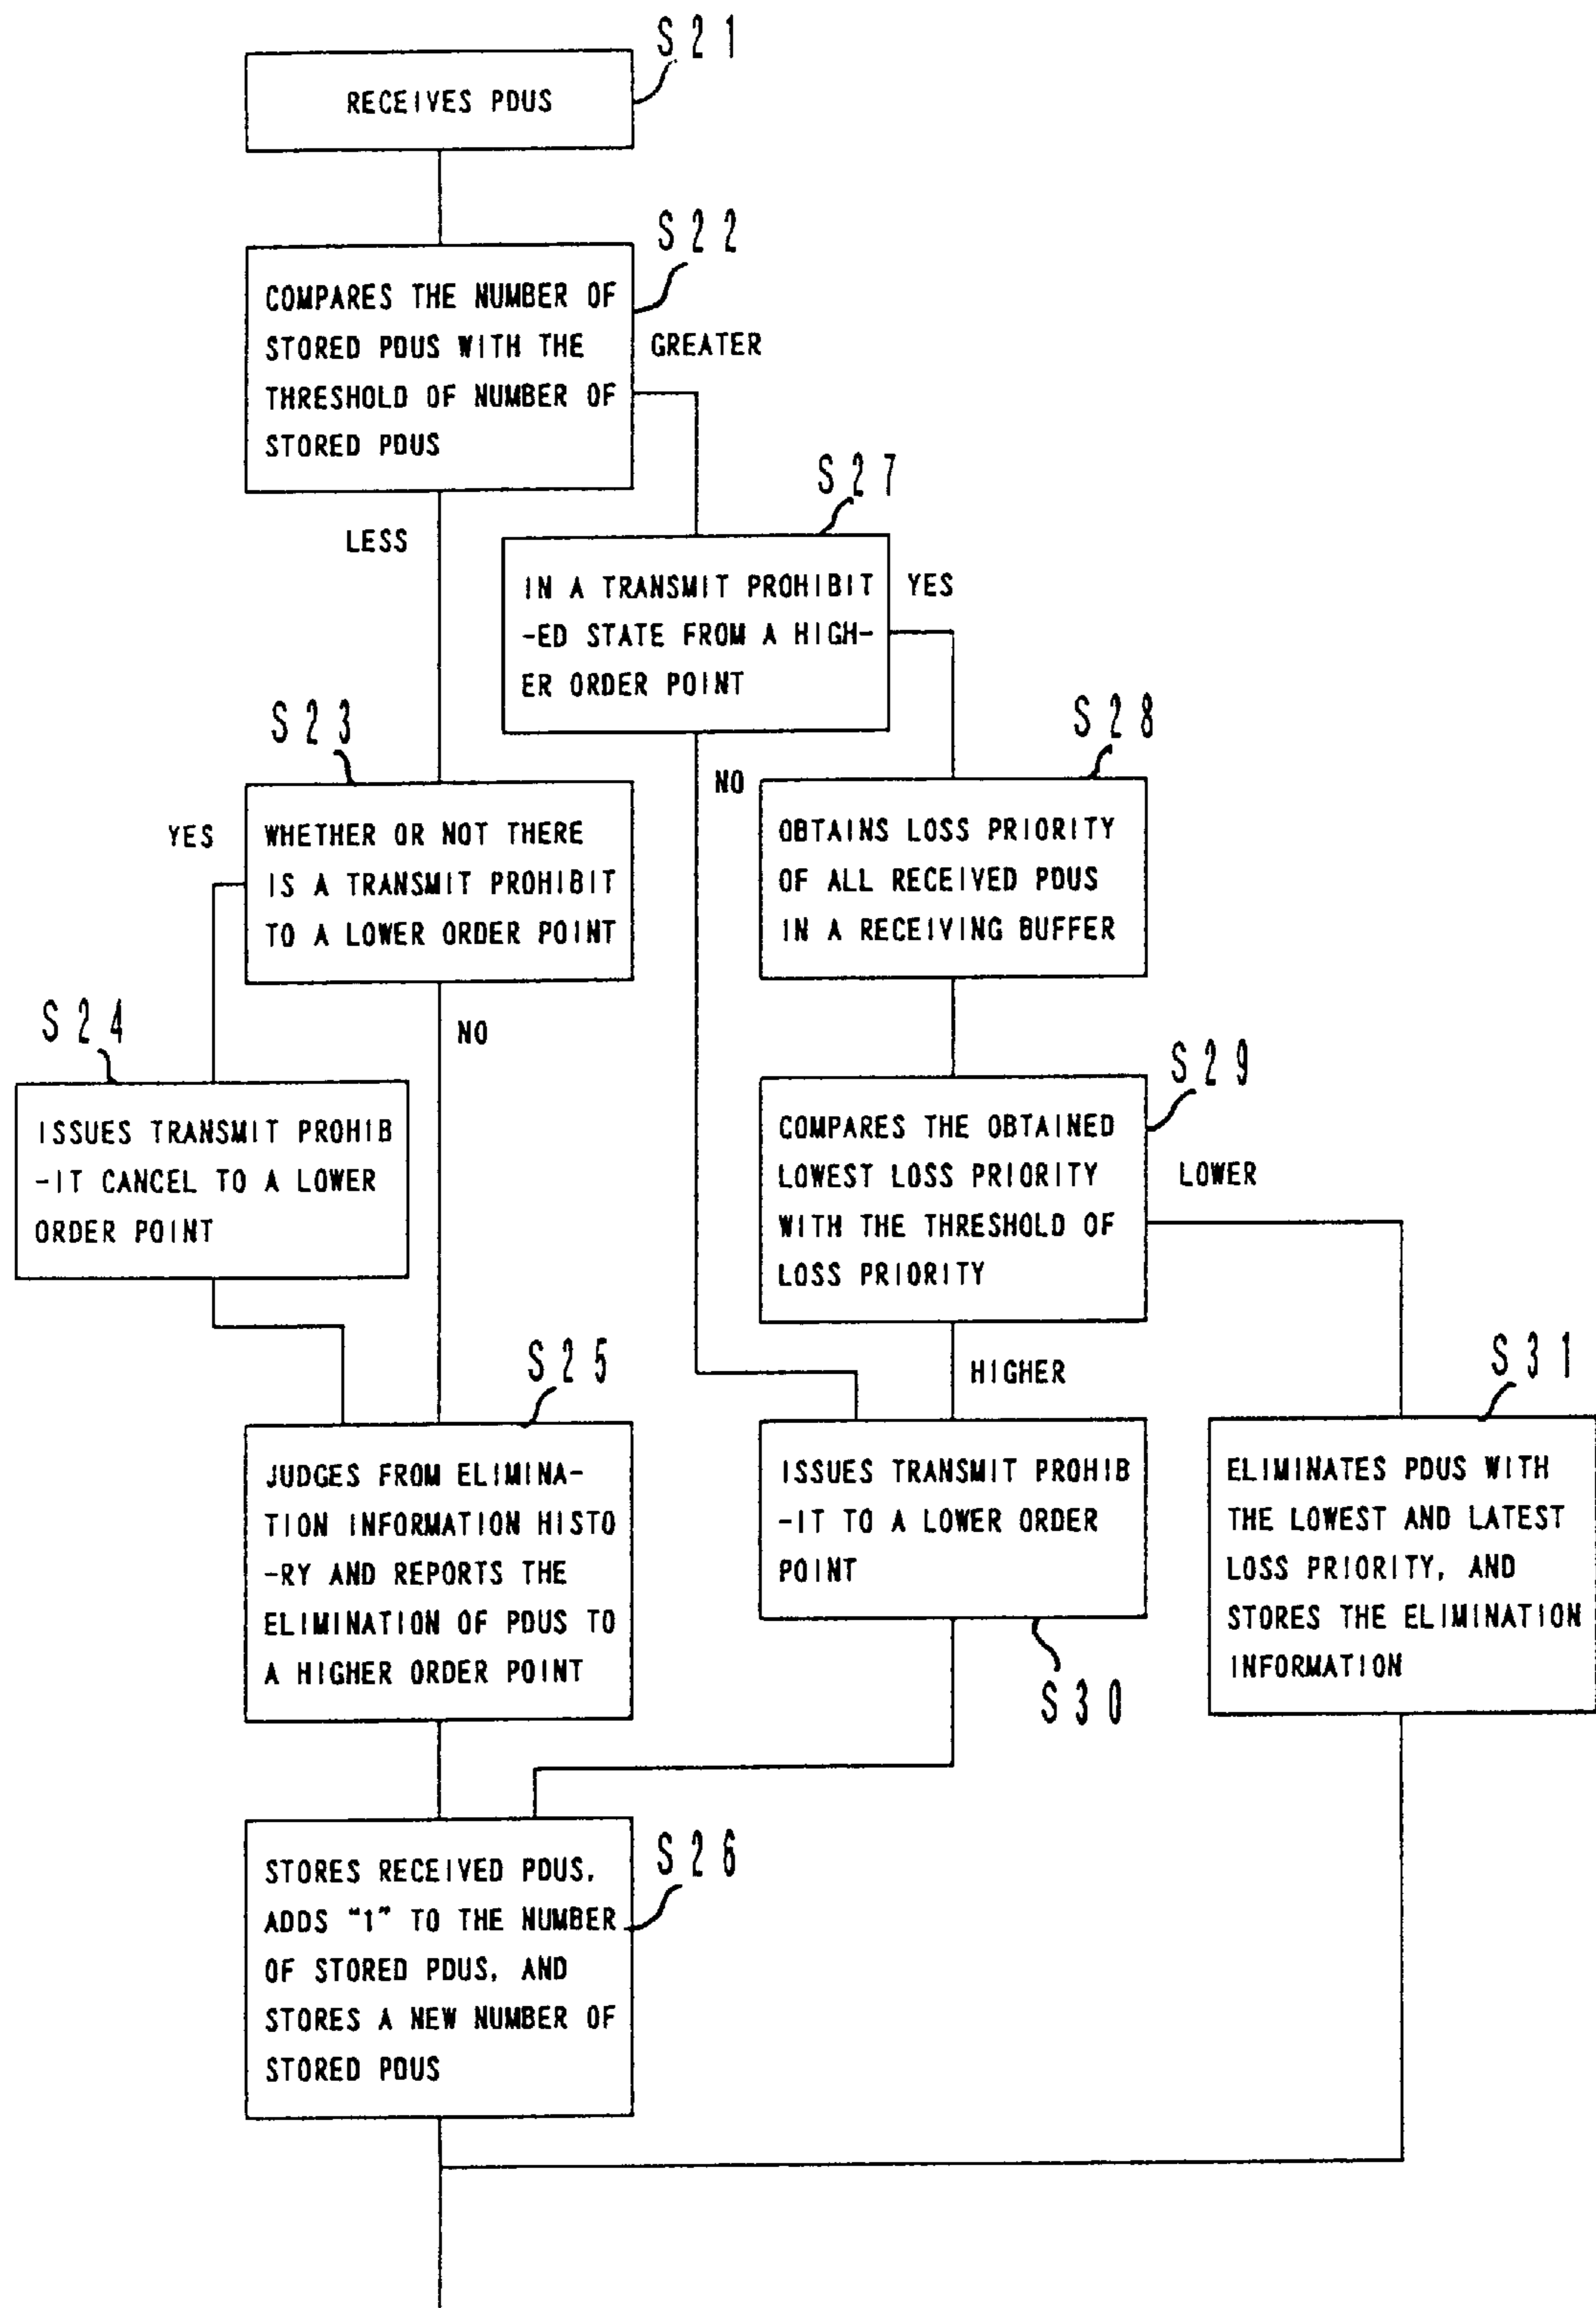 S21
RECEIVES PDUS
S22
COMPARES THE NUMBER OF
STORED PDUS WITH THE
THRESHOLD OF NUMBER OF
STORED PDUS
GREATER
LESS
S27
IN A TRANSMIT PROHIBIT
-ED STATE FROM A HIGH-
ER ORDER POINT
YES
NO
S23
WHETHER OR NOT THERE
IS A TRANSMIT PROHIBIT
TO A LOWER ORDER POINT
YES
NO
S28
OBTAINS LOSS PRIORITY
OF ALL RECEIVED PDUS
IN A RECEIVING BUFFER
S24
ISSUES TRANSMIT PROHIB
-IT CANCEL TO A LOWER
ORDER POINT
S29
COMPARES THE OBTAINED
LOWEST LOSS PRIORITY
WITH THE THRESHOLD OF
LOSS PRIORITY
LOWER
HIGHER
S25
JUDGES FROM ELIMINA-
TION INFORMATION HISTO
-RY AND REPORTS THE
ELIMINATION OF PDUS TO
A HIGHER ORDER POINT
ISSUES TRANSMIT PROHIB
-IT TO A LOWER ORDER
POINT
S30
S31
ELIMINATES PDUS WITH
THE LOWEST AND LATEST
LOSS PRIORITY, AND
STORES THE ELIMINATION
INFORMATION
S26
STORES RECEIVED PDUS,
ADDS "1" TO THE NUMBER
OF STORED PDUS, AND
STORES A NEW NUMBER OF
STORED PDUS